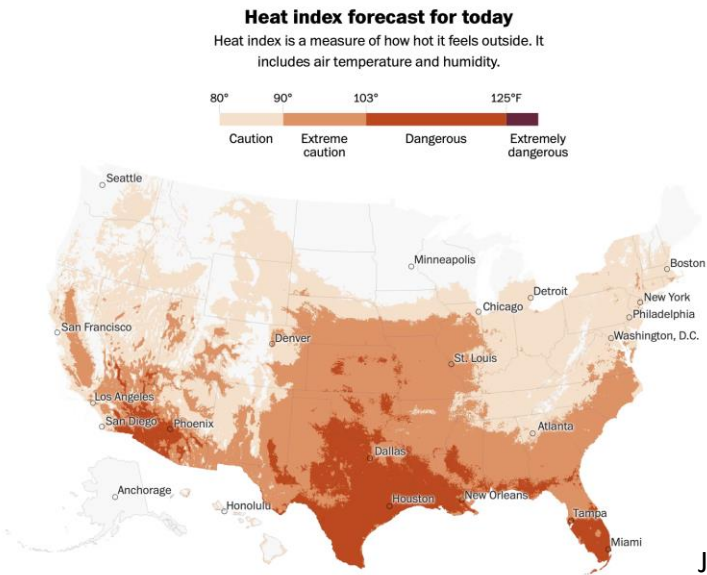 Heat index forecast for today
Heat index is a measure of how hot it feels outside. It
includes air temperature and humidity.
80° 90° 103° 125°F
Caution Extreme caution Dangerous Extremely dangerous
Seattle
Minneapolis
Boston
Detroit
New York
Chicago
Philadelphia
San Francisco
Denver
Washington, D.C.
St. Louis
Los Angeles
San Diego
Phoenix
Atlanta
Dallas
Anchorage
Houston
New Orleans
Honolulu
Tampa
Miami
J